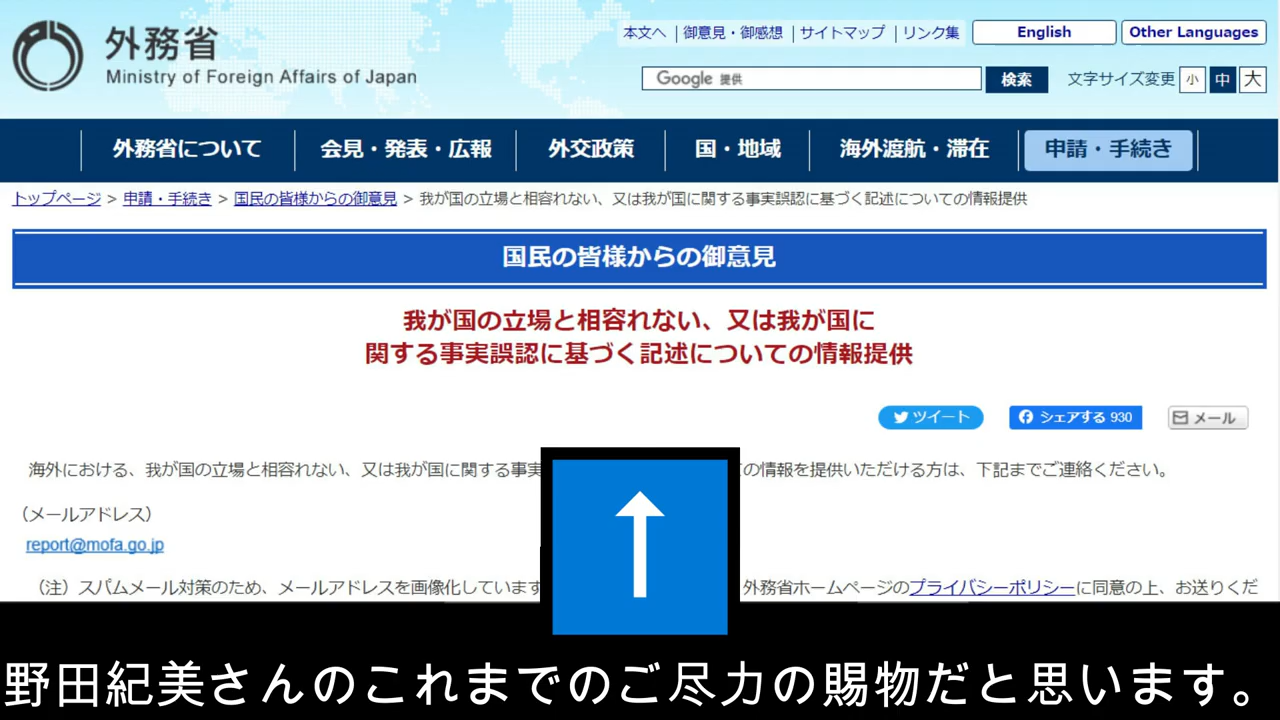 外務省
Ministry of Foreign Affairs of Japan
本文へ | 御意見・御感想 | サイトマップ | リンク集
English
Other Languages
Google 提供
検索
文字サイズ変更 小 中 大
外務省について
会見・発表・広報
外交政策
国・地域
海外渡航・滞在
申請・手続き
トップページ > 申請・手続き > 国民の皆様からの御意見 > 我が国の立場と相容れない、又は我が国に関する事実誤認に基づく記述についての情報提供
国民の皆様からの御意見
我が国の立場と相容れない、又は我が国に
関する事実誤認に基づく記述についての情報提供
ツイート
シェアする 930
メール
海外における、我が国の立場と相容れない、又は我が国に関する事実 ての情報を提供いただける方は、下記までご連絡ください。
（メールアドレス）
report@mofa.go.jp
（注）スパムメール対策のため、メールアドレスを画像化しています 外務省ホームページのプライバシーポリシーに同意の上、お送りくだ
↑
野田紀美さんのこれまでのご尽力の賜物だと思います。